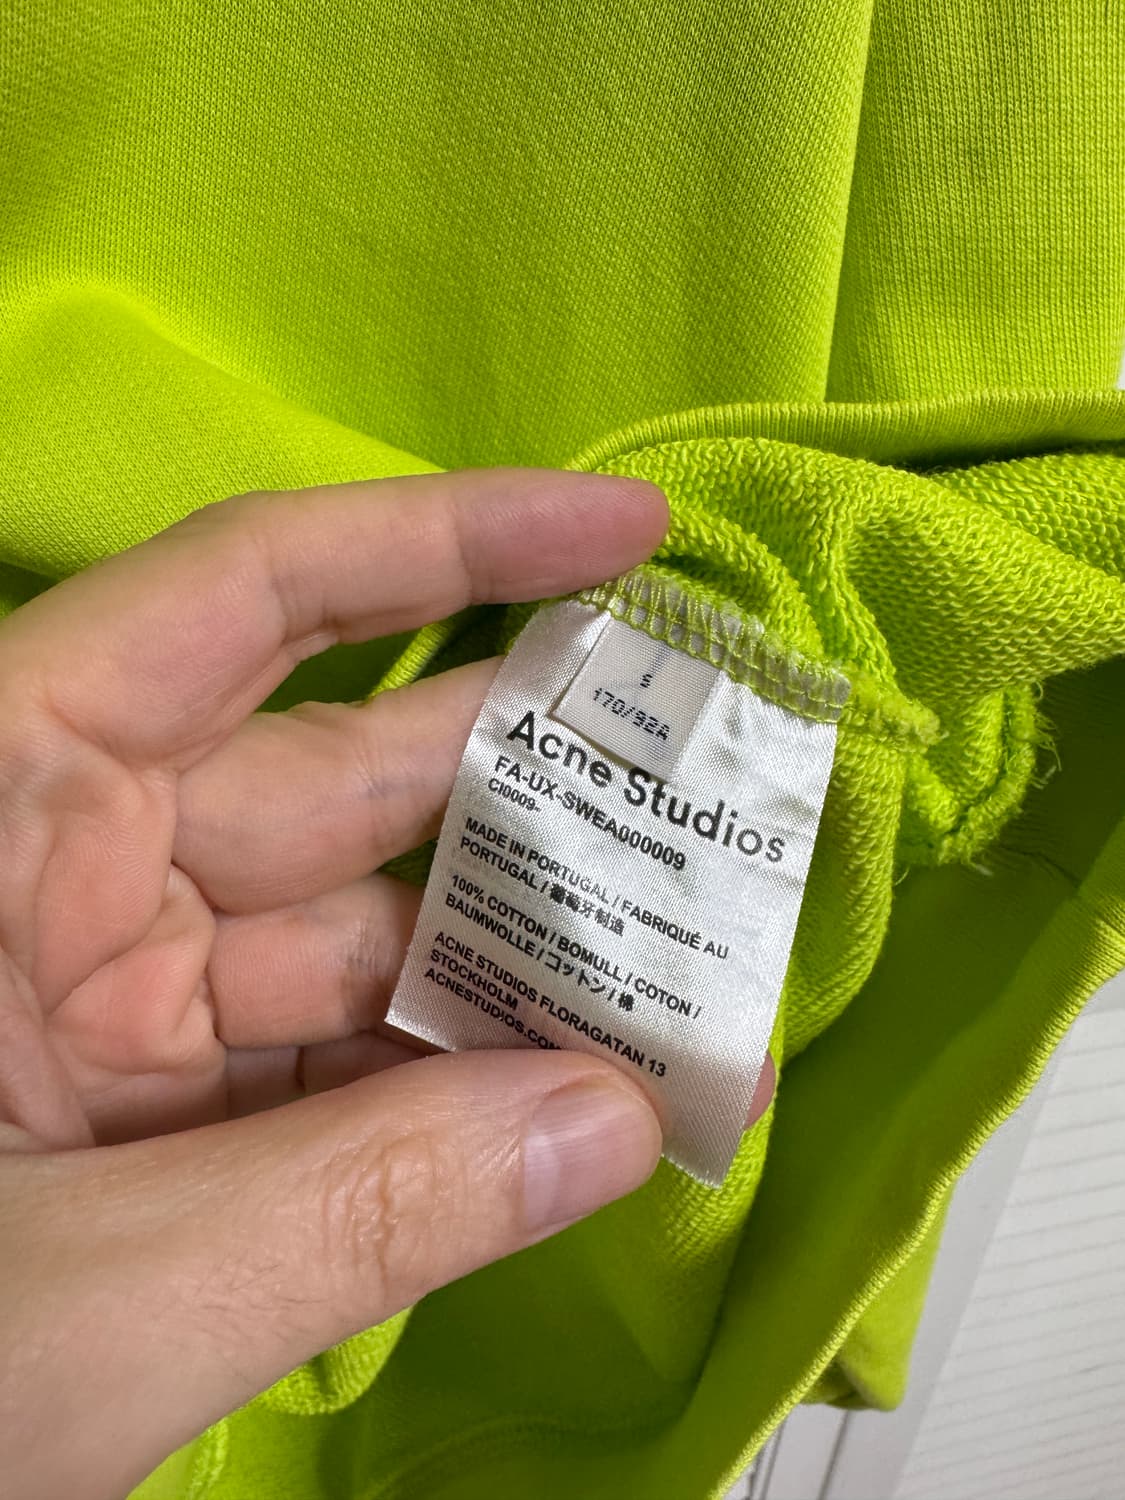 S
170/92A
Acne Studios
FA-UX-SWEA000009
CI0009-
MADE IN PORTUGAL / FABRIQUÉ AU
PORTUGAL / 葡萄牙制造
100% COTTON / BOMULL / COTON /
BAUMWOLLE / コットン / 棉
ACNE STUDIOS FLORAGATAN 13
STOCKHOLM
ACNESTUDIOS.COM